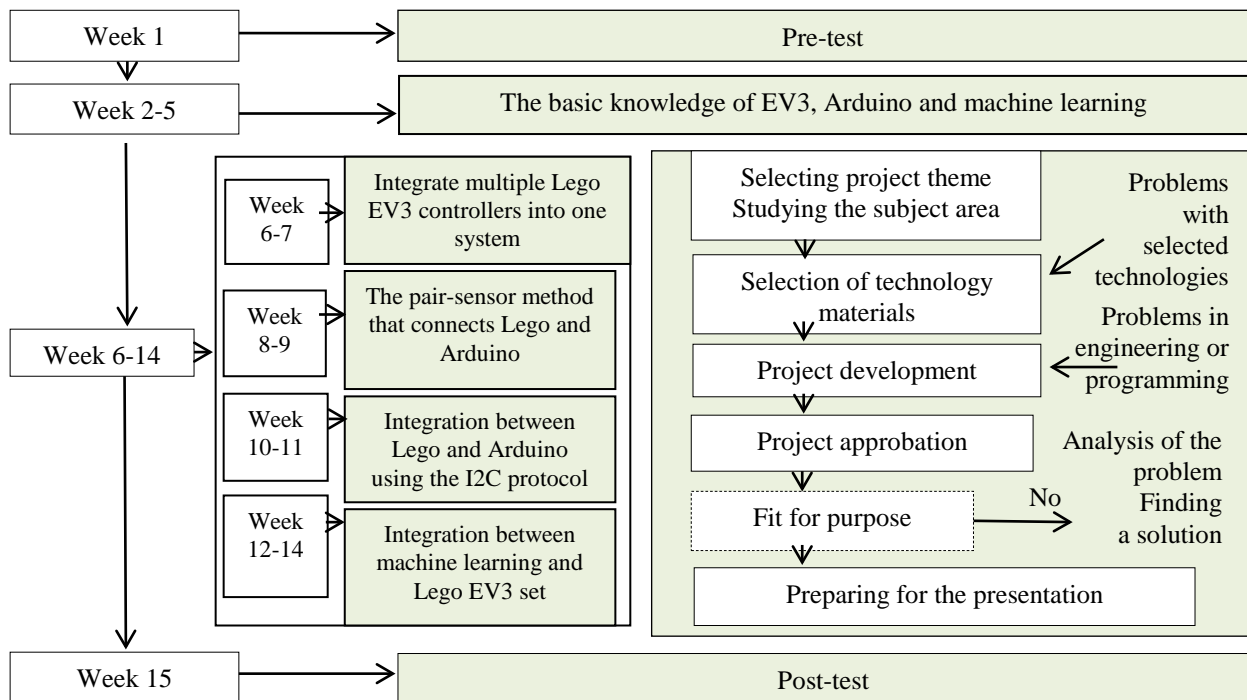 Week 1
Pre-test
Week 2-5
The basic knowledge of EV3, Arduino and machine learning
Week 6-14
Week
6-7
Integrate multiple Lego
EV3 controllers into one
system
Week
8-9
The pair-sensor method
that connects Lego and
Arduino
Week
10-11
Integration between
Lego and Arduino
using the I2C protocol
Week
12-14
Integration between
machine learning and
Lego EV3 set
Selecting project theme
Studying the subject area
Problems
with
selected
technologies
Selection of technology
materials
Problems in
engineering or
programming
Project development
Project approbation
Analysis of the
problem
Finding
a solution
Fit for purpose
No
Preparing for the presentation
Week 15
Post-test